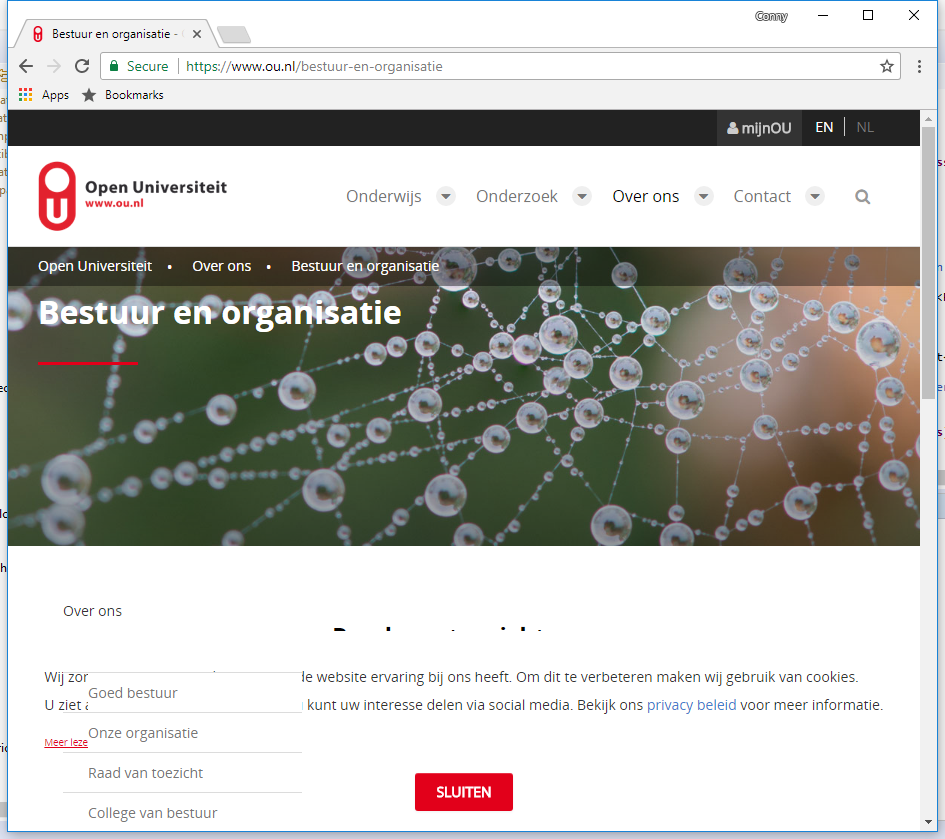 Conny
Bestuur en organisatie -
Secure https://www.ou.nl/bestuur-en-organisatie
Apps Bookmarks
mijnOU EN NL
Open Universiteit
www.ou.nl
Onderwijs Onderzoek Over ons Contact
Open Universiteit • Over ons • Bestuur en organisatie
Bestuur en organisatie
Over ons
Wij zor de website ervaring bij ons heeft. Om dit te verbeteren maken wij gebruik van cookies.
Goed bestuur
U ziet kunt uw interesse delen via social media. Bekijk ons privacy beleid voor meer informatie.
Onze organisatie
Meer leze
Raad van toezicht
SLUITEN
College van bestuur